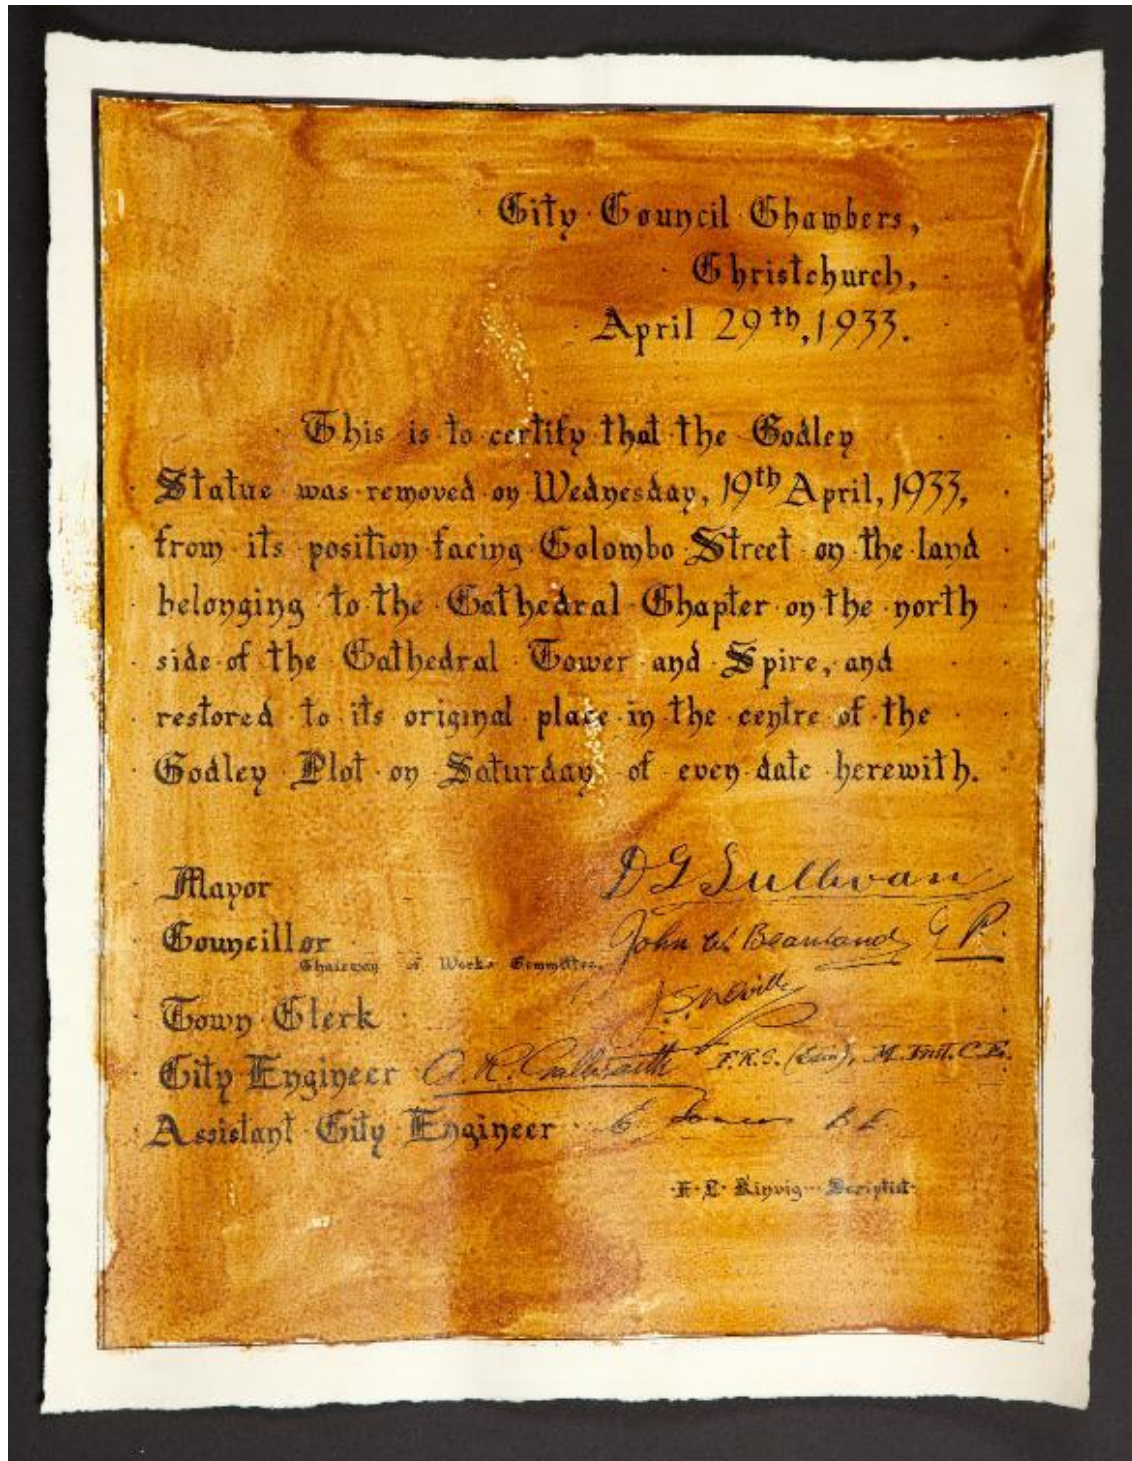 City Council Chambers,
Christchurch,
April 29th, 1933.
This is to certify that the Godley
Statue was removed on Wednesday, 19th April, 1933,
from its position facing Colombo Street on the land
belonging to the Cathedral Chapter on the north
side of the Cathedral Tower and Spire, and
restored to its original place in the centre of the
Godley Plot on Saturday of even date herewith.
Mayor D G Sullivan
Councillor John W. Beanland J P.
Chairman of Works Committee.
Town Clerk J. S. Neville
City Engineer A. R. Galbraith F.R.S. (Edin), M. Inst. C. E.
Assistant City Engineer E B E
Kinvig Scriptist